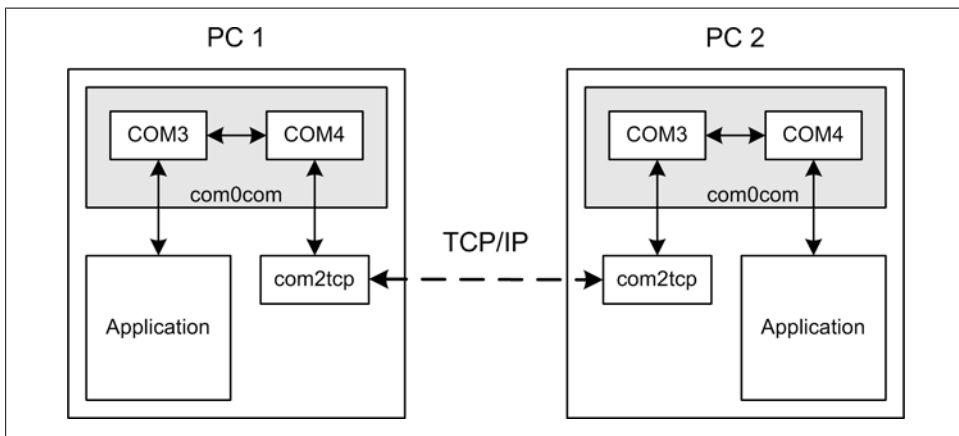 PC 1
PC 2
COM3
COM4
com0com
COM3
COM4
com0com
TCP/IP
com2tcp
com2tcp
Application
Application